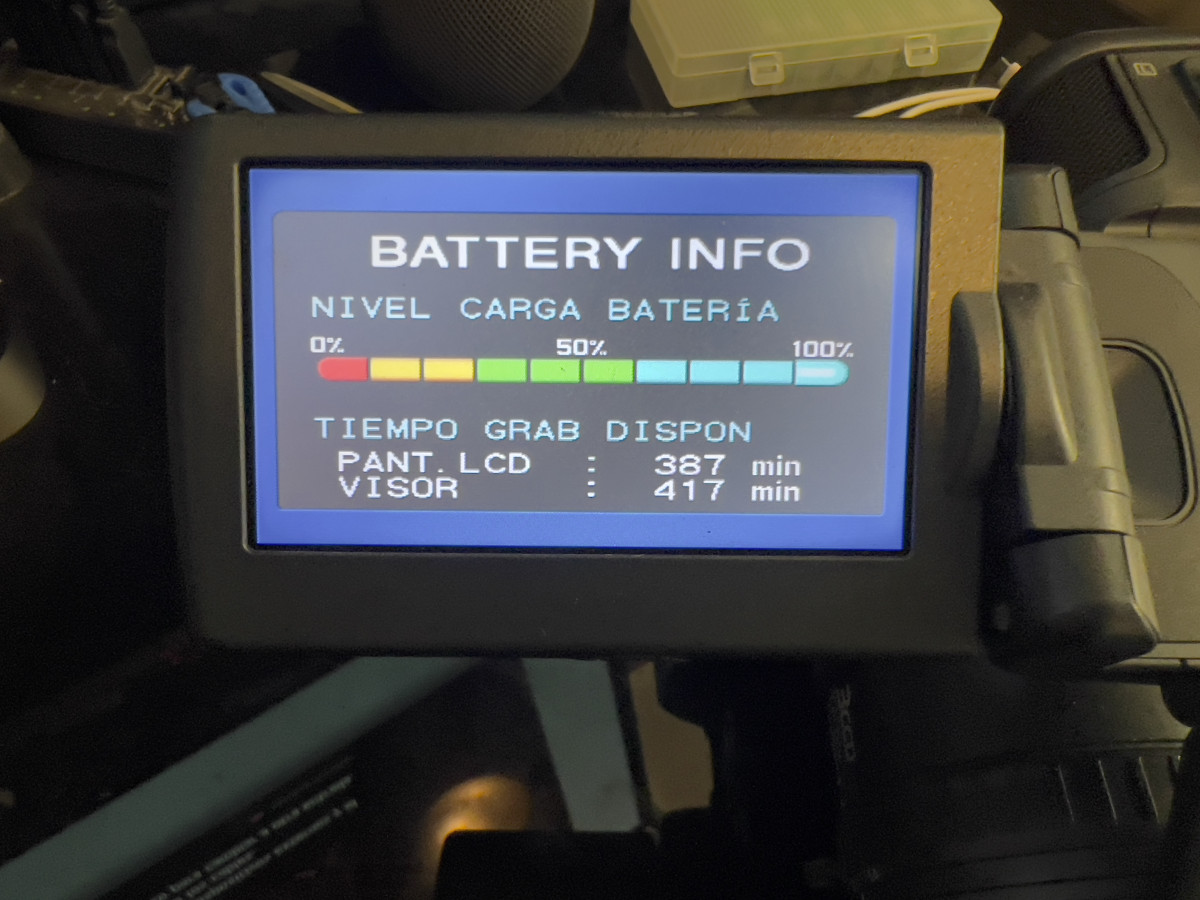 BATTERY INFO
NIVEL CARGA BATERÍA
0% 50% 100%
TIEMPO GRAB DISPON
PANT.LCD : 387 min
VISOR : 417 min